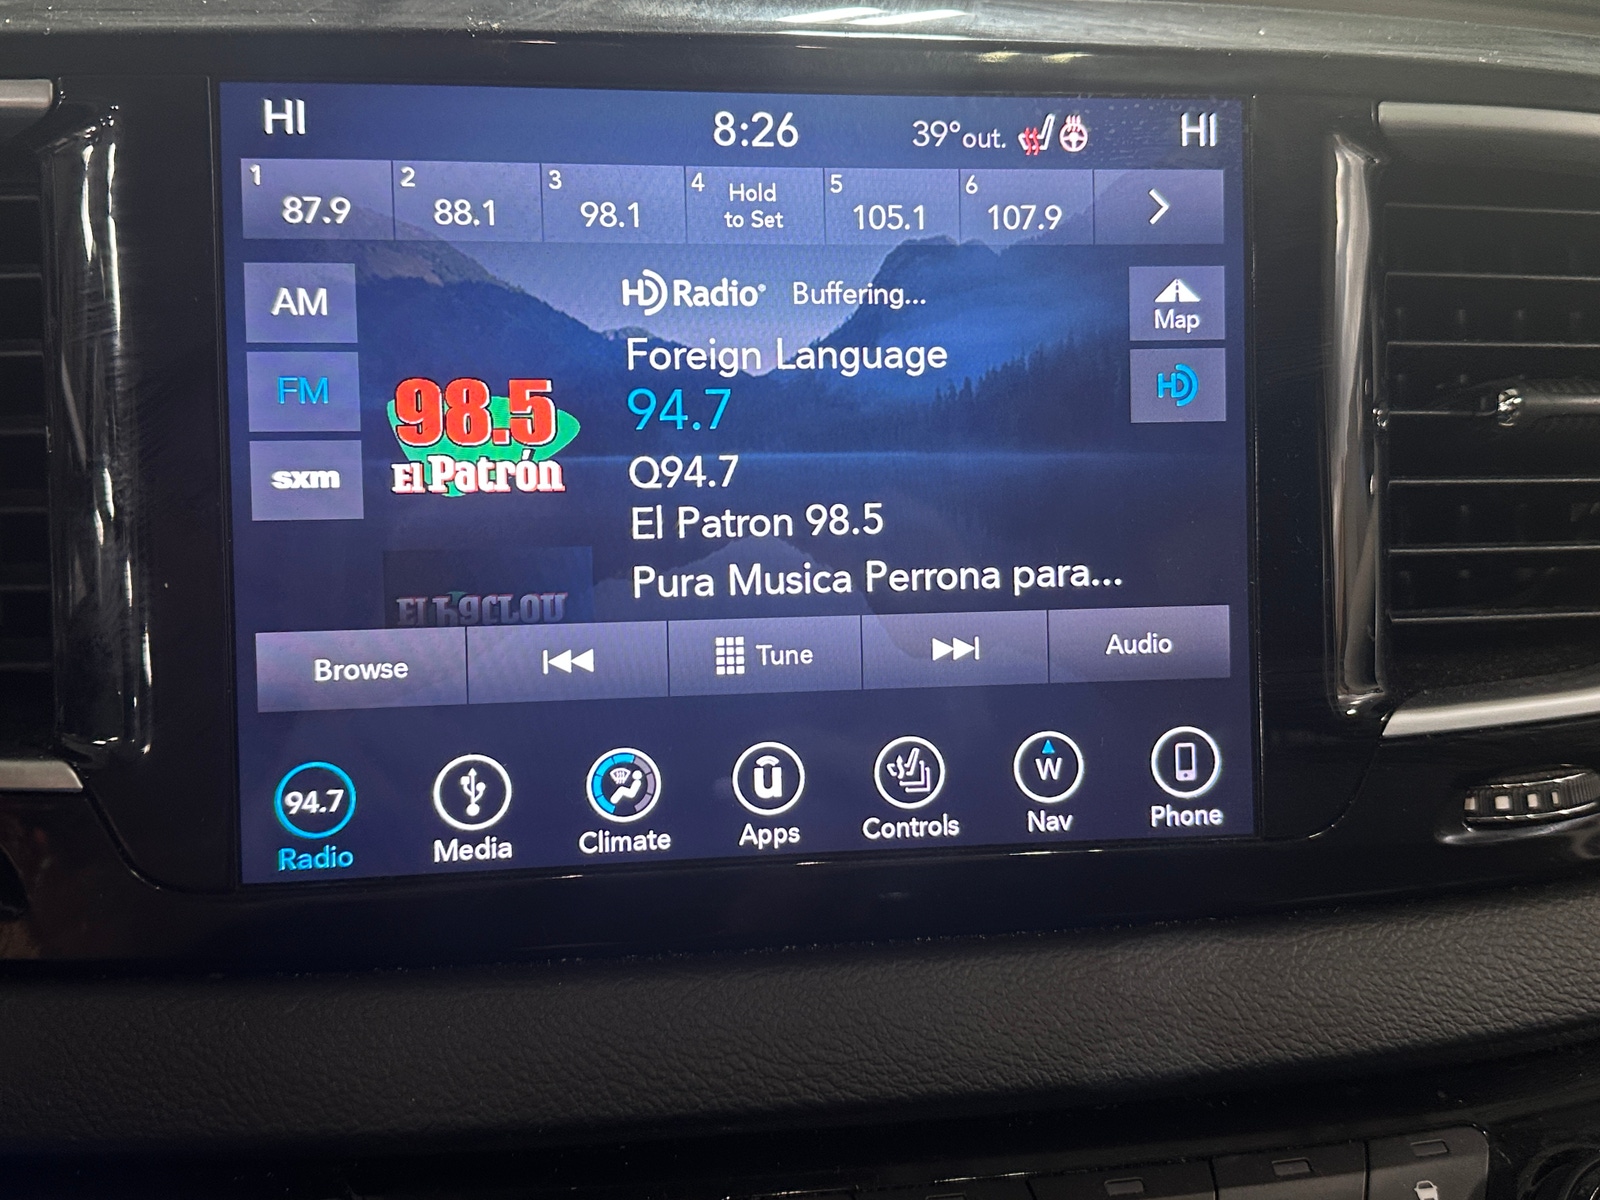 HI
8:26
39°out.
HI
1
87.9
2
88.1
3
98.1
4
Hold
to Set
5
105.1
6
107.9
AM
HD Radio® Buffering...
Map
Foreign Language
FM
94.7
HD
98.5
El Patrón
sxm
Q94.7
El Patron 98.5
Pura Musica Perrona para...
Browse
Tune
Audio
94.7
Radio
Media
Climate
u
Apps
Controls
W
Nav
Phone